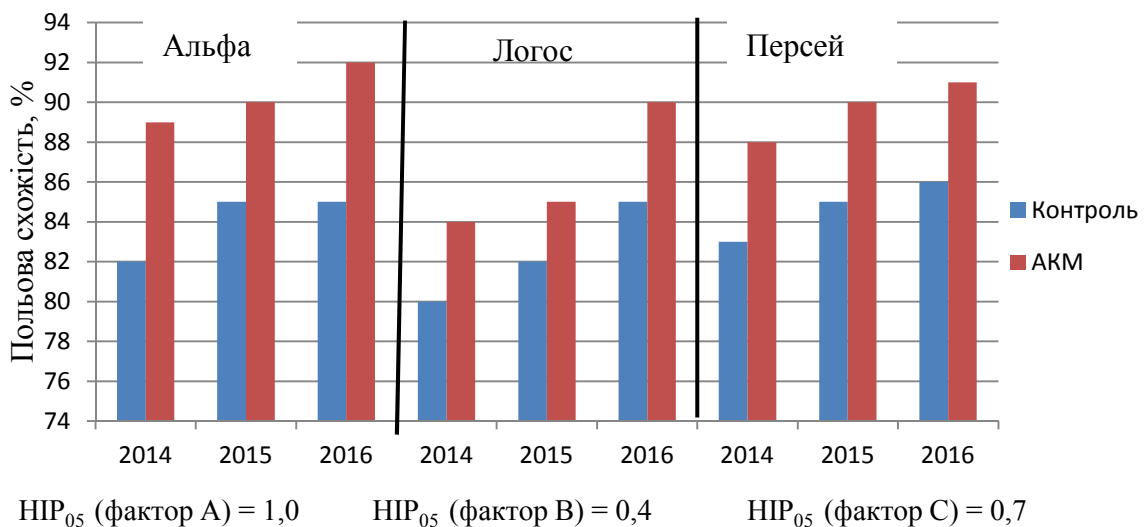 94
92
90
88
86
84
82
80
78
76
74
Польова схожість, %
Альфа
Логос
Персей
Контроль
АКМ
2014 2015 2016 2014 2015 2016 2014 2015 2016
НІР05 (фактор А) = 1,0 НІР05 (фактор В) = 0,4 НІР05 (фактор С) = 0,7